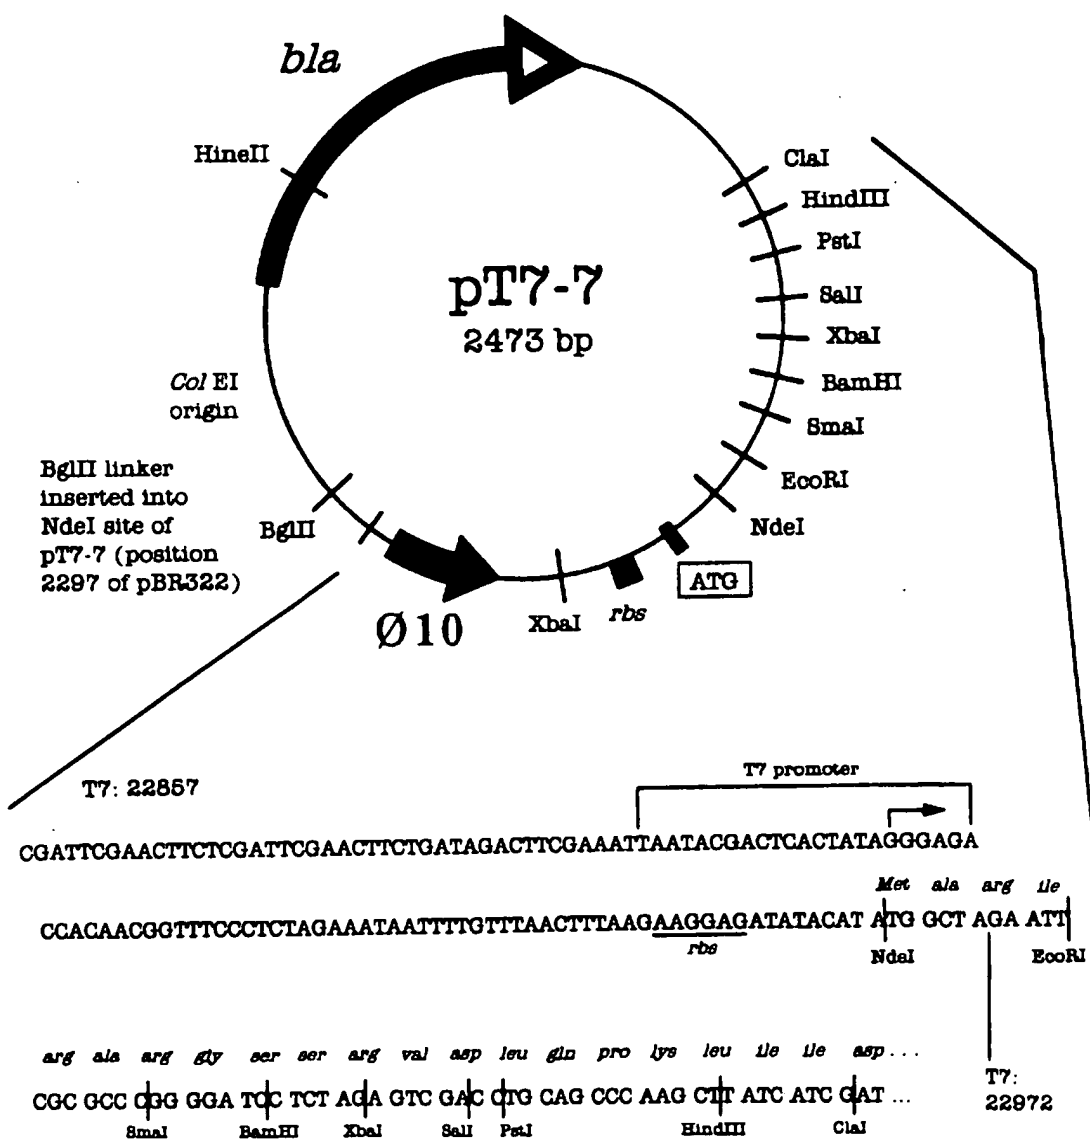 bla
HineII
ClaI
HindIII
PstI
SalI
XbaI
BamHI
SmaI
EcoRI
NdeI
ATG
rbs
XbaI
Ø10
BglII
pT7-7
2473 bp
Col EI
origin
BglII linker
inserted into
NdeI site of
pT7-7 (position
2297 of pBR322)
T7: 22857
T7 promoter
CGATTCGAACTTCTCGATTCGAACTTCTGATAGACTTCGAAATTAATACGACTCACTATAGGGAGA
Met ala arg ile
CCACAACGGTTTCCCTCTAGAAATAATTTTGTTTAACTTTAAGAAGGAGATATACAT ATG GCT AGA ATT
rbs NdeI EcoRI
arg ala arg gly ser ser arg val asp leu gln pro lys leu ile ile asp ...
CGC GCC CGG GGA TCC TCT AGA GTC GAC CTG CAG CCC AAG CTT ATC ATC GAT ...
SmaI BamHI XbaI SalI PstI HindIII ClaI
T7:
22972